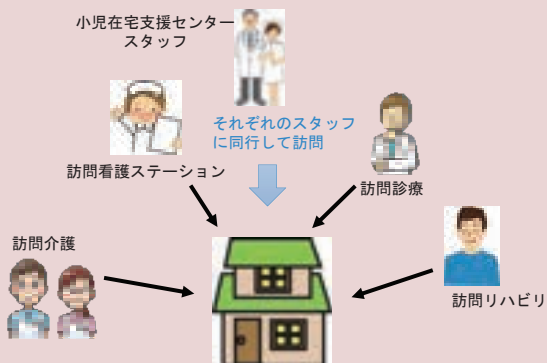 小児在宅支援センター
スタッフ
それぞれのスタッフ
に同行して訪問
訪問看護ステーション
訪問診療
訪問介護
訪問リハビリ